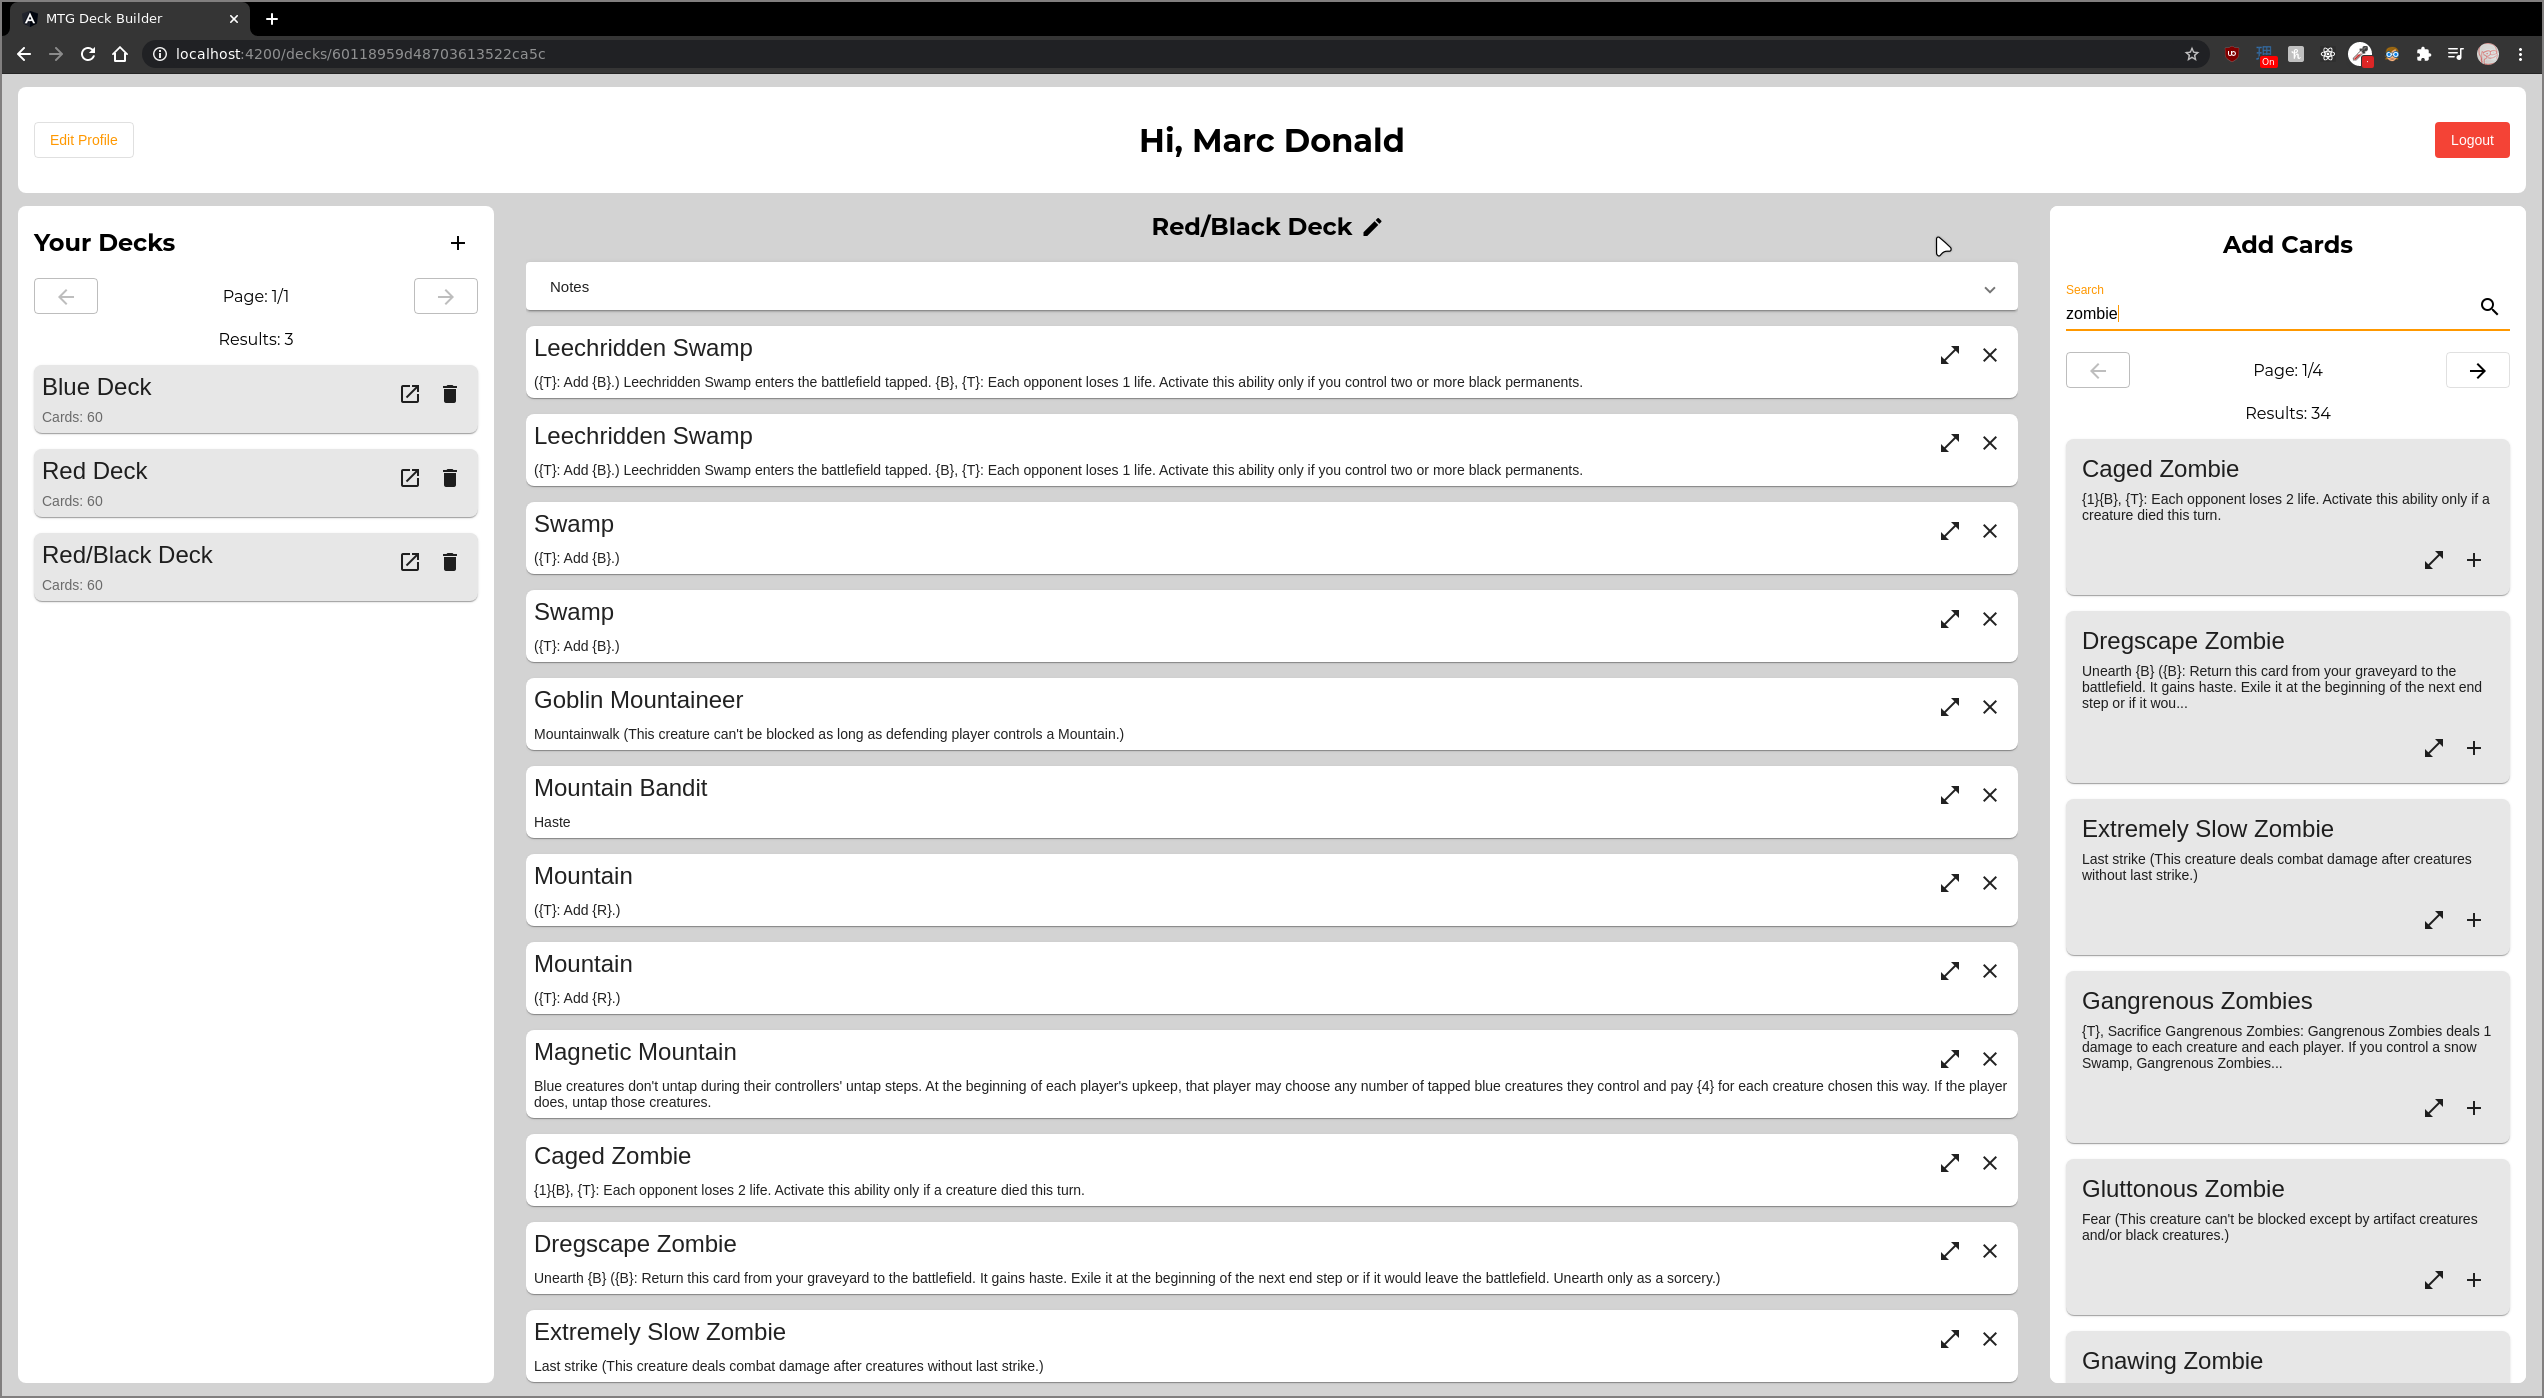 MTG Deck Builder
localhost:4200/decks/60118959d48703613522ca5c
On
Edit Profile
Hi, Marc Donald
Logout
Your Decks
Page: 1/1
Results: 3
Blue Deck
Cards: 60
Red Deck
Cards: 60
Red/Black Deck
Cards: 60
Red/Black Deck
Notes
Leechridden Swamp
({T}: Add {B}.) Leechridden Swamp enters the battlefield tapped. {B}, {T}: Each opponent loses 1 life. Activate this ability only if you control two or more black permanents.
Leechridden Swamp
({T}: Add {B}.) Leechridden Swamp enters the battlefield tapped. {B}, {T}: Each opponent loses 1 life. Activate this ability only if you control two or more black permanents.
Swamp
({T}: Add {B}.)
Swamp
({T}: Add {B}.)
Goblin Mountaineer
Mountainwalk (This creature can't be blocked as long as defending player controls a Mountain.)
Mountain Bandit
Haste
Mountain
({T}: Add {R}.)
Mountain
({T}: Add {R}.)
Magnetic Mountain
Blue creatures don't untap during their controllers' untap steps. At the beginning of each player's upkeep, that player may choose any number of tapped blue creatures they control and pay {4} for each creature chosen this way. If the player
does, untap those creatures.
Caged Zombie
{1}{B}, {T}: Each opponent loses 2 life. Activate this ability only if a creature died this turn.
Dregscape Zombie
Unearth {B} ({B}: Return this card from your graveyard to the battlefield. It gains haste. Exile it at the beginning of the next end step or if it would leave the battlefield. Unearth only as a sorcery.)
Extremely Slow Zombie
Last strike (This creature deals combat damage after creatures without last strike.)
Add Cards
Search
zombie
Page: 1/4
Results: 34
Caged Zombie
{1}{B}, {T}: Each opponent loses 2 life. Activate this ability only if a
creature died this turn.
Dregscape Zombie
Unearth {B} ({B}: Return this card from your graveyard to the
battlefield. It gains haste. Exile it at the beginning of the next end
step or if it wou...
Extremely Slow Zombie
Last strike (This creature deals combat damage after creatures
without last strike.)
Gangrenous Zombies
{T}, Sacrifice Gangrenous Zombies: Gangrenous Zombies deals 1
damage to each creature and each player. If you control a snow
Swamp, Gangrenous Zombies...
Gluttonous Zombie
Fear (This creature can't be blocked except by artifact creatures
and/or black creatures.)
Gnawing Zombie